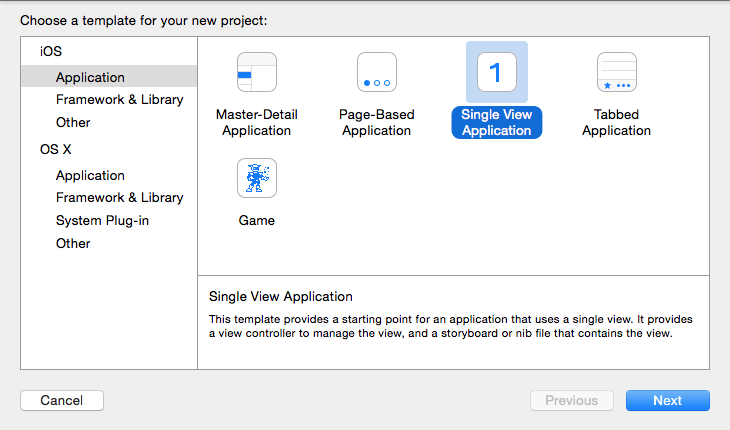 Choose a template for your new project:
iOS
Application
Framework & Library
Other
OS X
Application
Framework & Library
System Plug-in
Other
Master-Detail
Application
Page-Based
Application
1
Single View
Application
Tabbed
Application
Game
Single View Application
This template provides a starting point for an application that uses a single view. It provides
a view controller to manage the view, and a storyboard or nib file that contains the view.
Cancel
Previous
Next